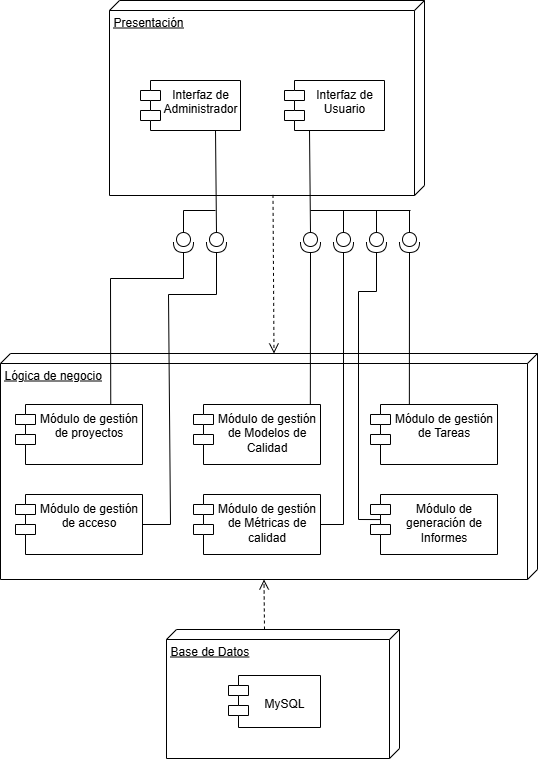 Presentación
Interfaz de
Administrador
Interfaz de
Usuario
Lógica de negocio
Módulo de gestión
de proyectos
Módulo de gestión
de Modelos de
Calidad
Módulo de gestión
de Tareas
Módulo de gestión
de acceso
Módulo de gestión
de Métricas de
calidad
Módulo de
generación de
Informes
Base de Datos
MySQL